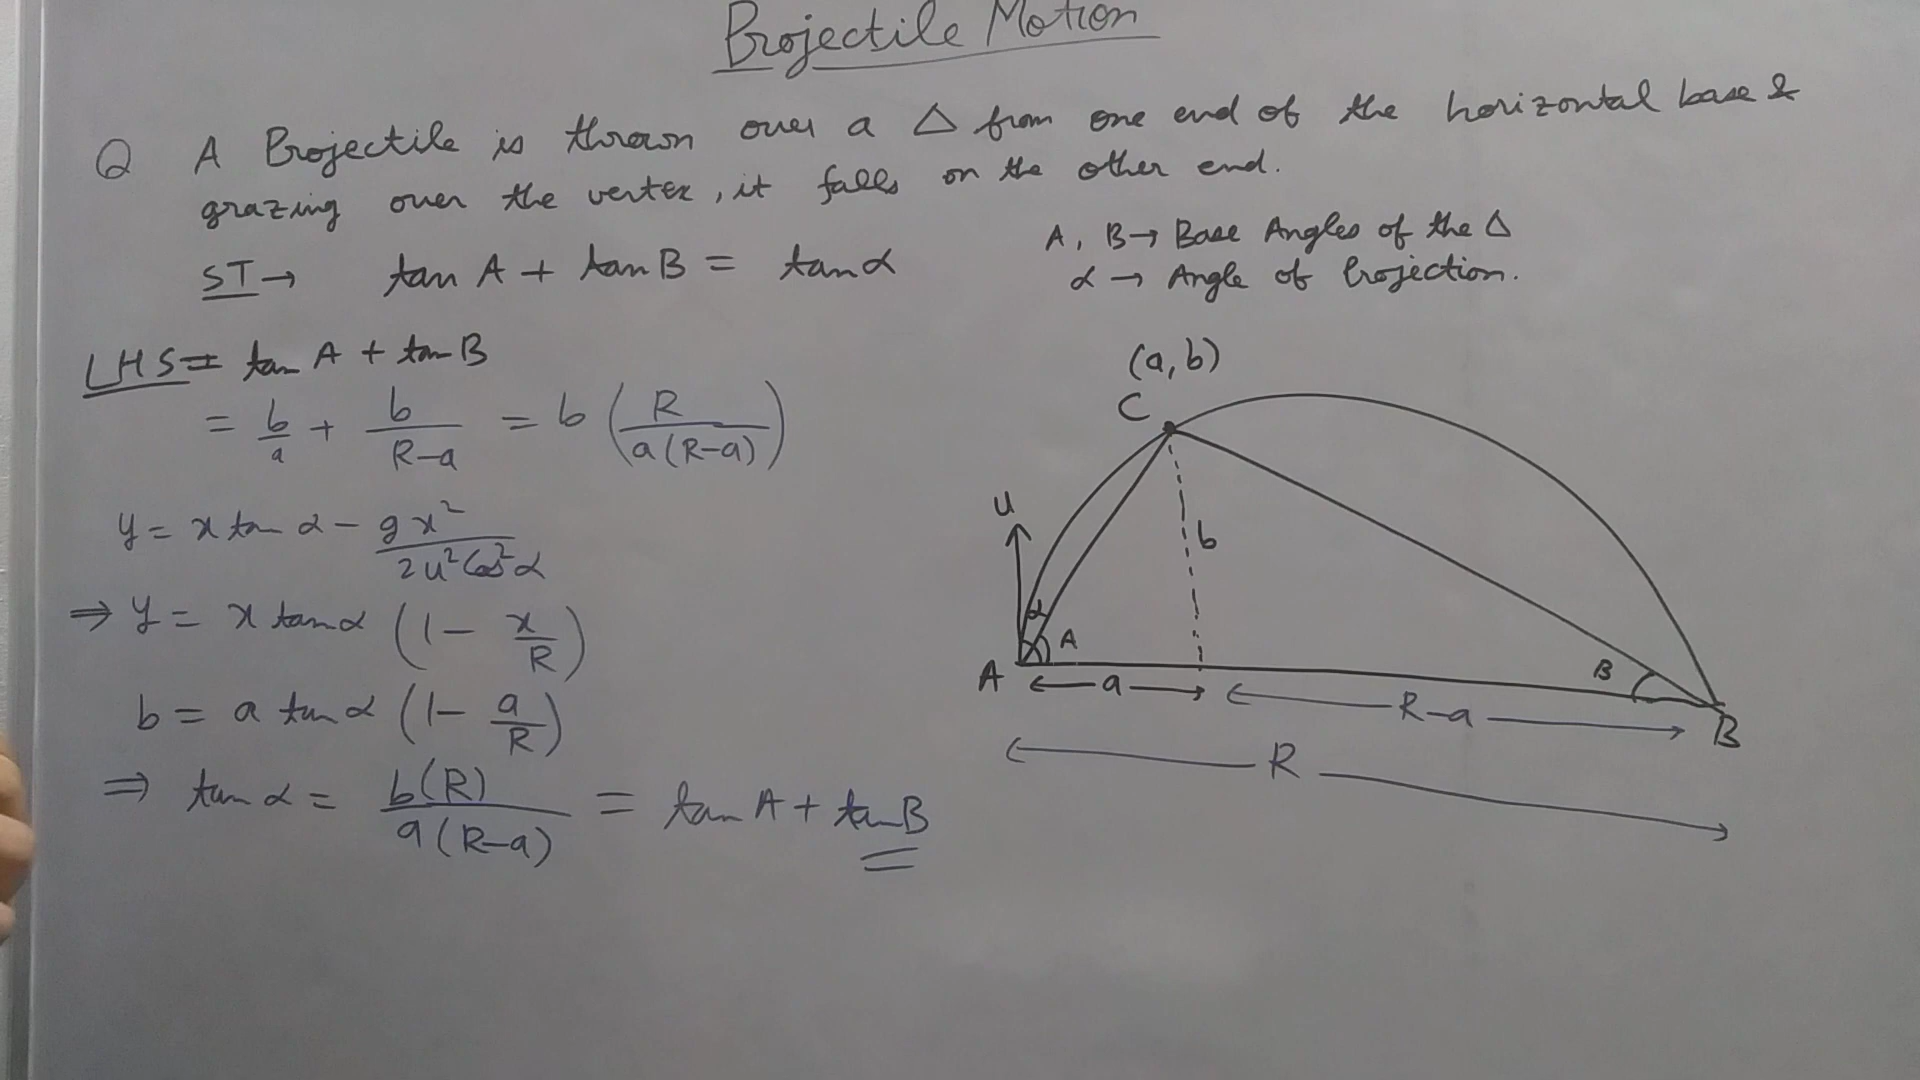 Projectile Motion
Q A Projectile is thrown over a Δ from one end of the horizontal base &
grazing over the vertex, it falls on the other end.
ST → tan A + tan B = tan α
A, B → Base Angles of the Δ
α → Angle of Projection.
LHS = tan A + tan B
= b/a + b/(R-a) = b (R/(a(R-a)))
y = x tan α - gx²/(2u² Cos² α)
⇒ y = x tan α (1 - x/R)
b = a tan α (1 - a/R)
⇒ tan α = b(R)/(a(R-a)) = tan A + tan B
(a, b)
C
u
b
α
A
B
A
a
R-a
B
R